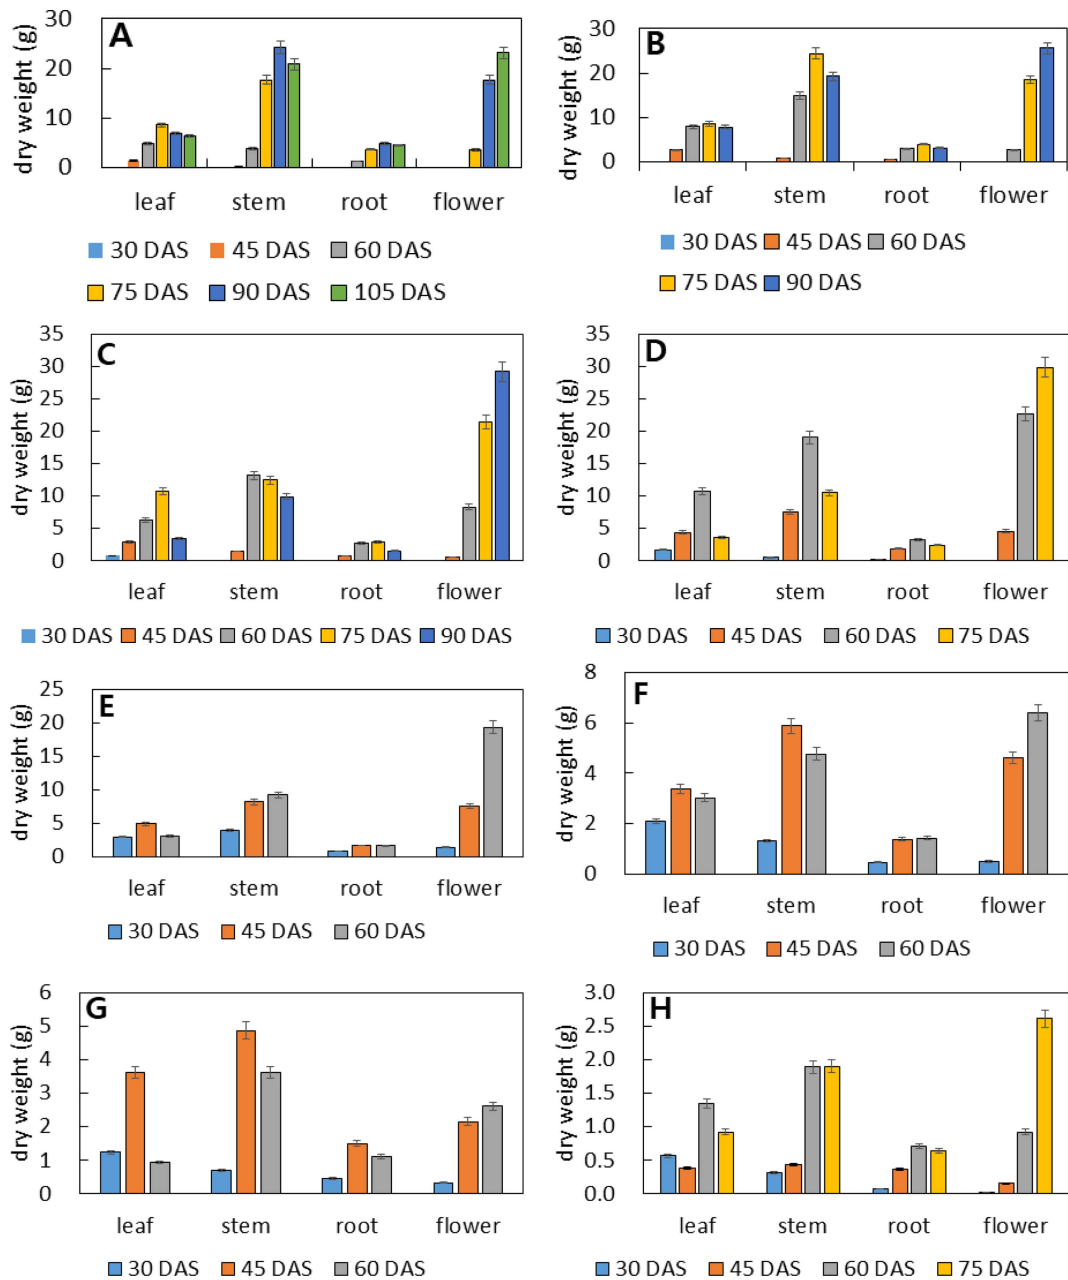 A
dry weight (g)
30
20
10
0
leaf stem root flower
30 DAS 45 DAS 60 DAS
75 DAS 90 DAS 105 DAS
B
dry weight (g)
30
20
10
0
leaf stem root flower
30 DAS 45 DAS 60 DAS
75 DAS 90 DAS
C
dry weight (g)
35
30
25
20
15
10
5
0
leaf stem root flower
30 DAS 45 DAS 60 DAS 75 DAS 90 DAS
D
dry weight (g)
35
30
25
20
15
10
5
0
leaf stem root flower
30 DAS 45 DAS 60 DAS 75 DAS
E
dry weight (g)
25
20
15
10
5
0
leaf stem root flower
30 DAS 45 DAS 60 DAS
F
dry weight (g)
8
6
4
2
0
leaf stem root flower
30 DAS 45 DAS 60 DAS
G
dry weight (g)
6
5
4
3
2
1
0
leaf stem root flower
30 DAS 45 DAS 60 DAS
H
dry weight (g)
3.0
2.5
2.0
1.5
1.0
0.5
0.0
leaf stem root flower
30 DAS 45 DAS 60 DAS 75 DAS